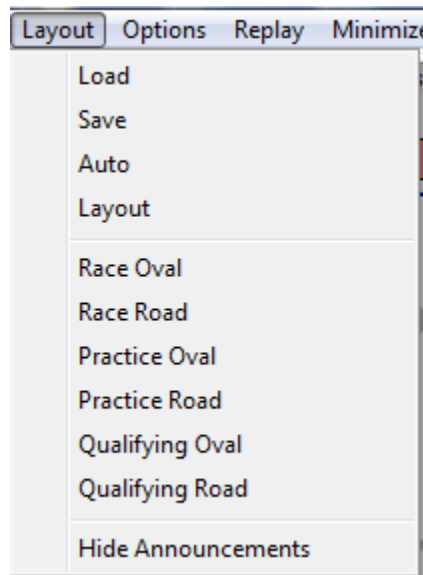 Layout Options Replay Minimize
Load
Save
Auto
Layout
Race Oval
Race Road
Practice Oval
Practice Road
Qualifying Oval
Qualifying Road
Hide Announcements